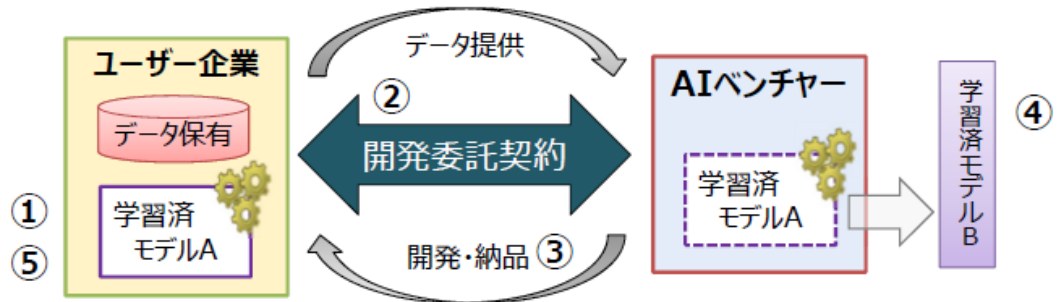 データ提供
ユーザー企業
データ保有
学習済
モデルA
①
⑤
②
開発委託契約
開発・納品 ③
AIベンチャー
学習済
モデルA
学習済モデルB
④